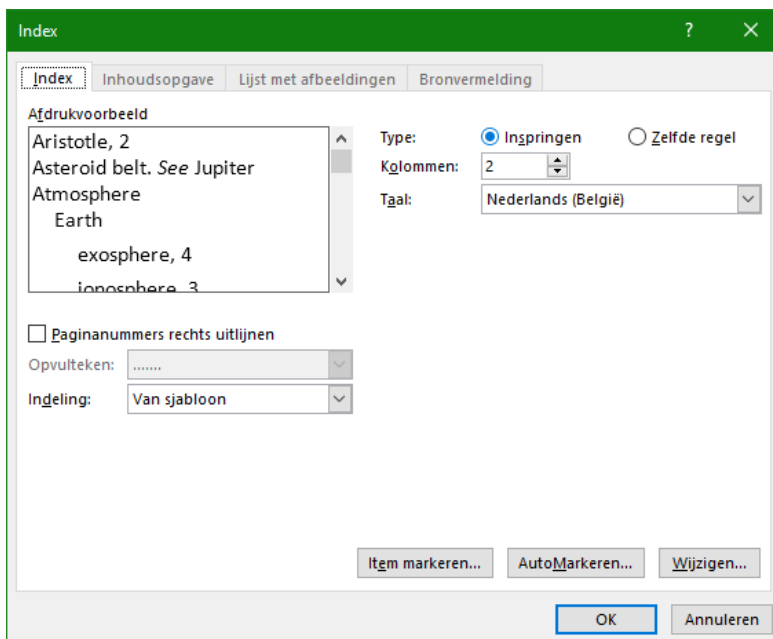 Index
Index Inhoudsopgave Lijst met afbeeldingen Bronvermelding
Afdrukvoorbeeld
Aristotle, 2
Asteroid belt. See Jupiter
Atmosphere
Earth
exosphere, 4
ionosphere, 3
Type: Inspringen Zelfde regel
Kolommen: 2
Taal: Nederlands (België)
Paginanummers rechts uitlijnen
Opvulteken: .......
Indeling: Van sjabloon
Item markeren... AutoMarkeren... Wijzigen...
OK Annuleren